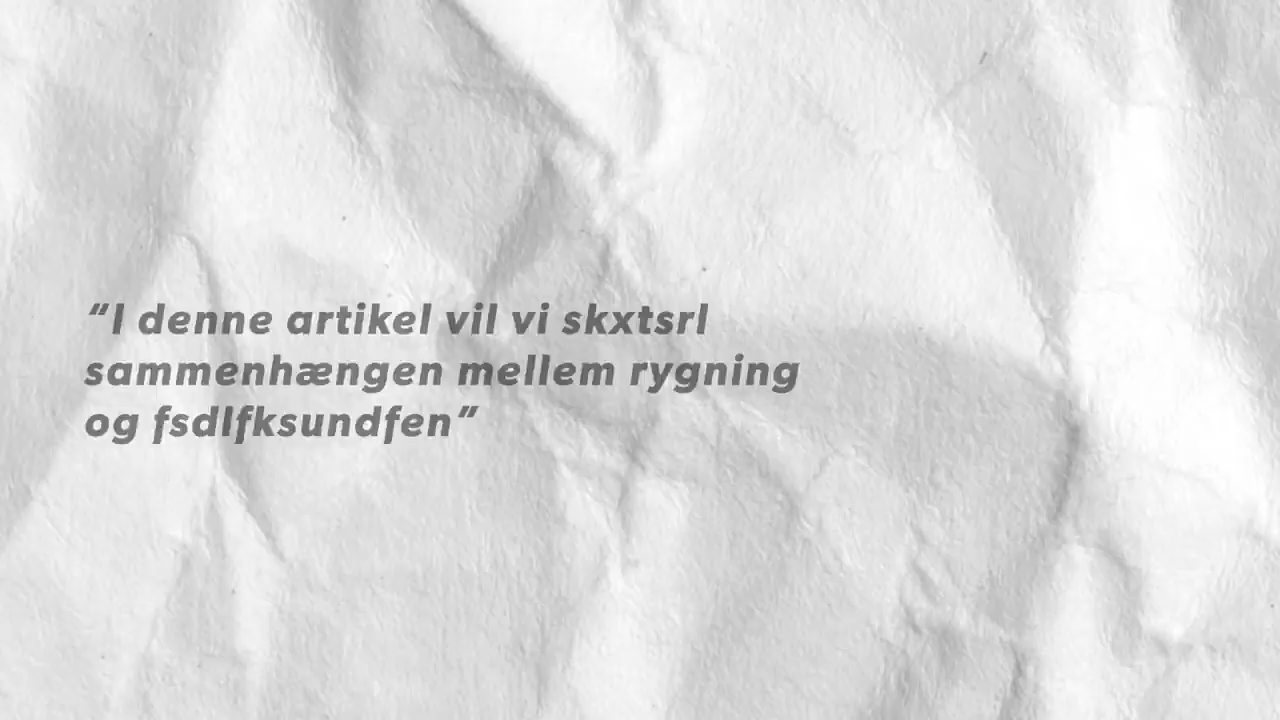 “I denne artikel vil vi skxtsrl
sammenhængen mellem rygning
og fsdlfksundfen”